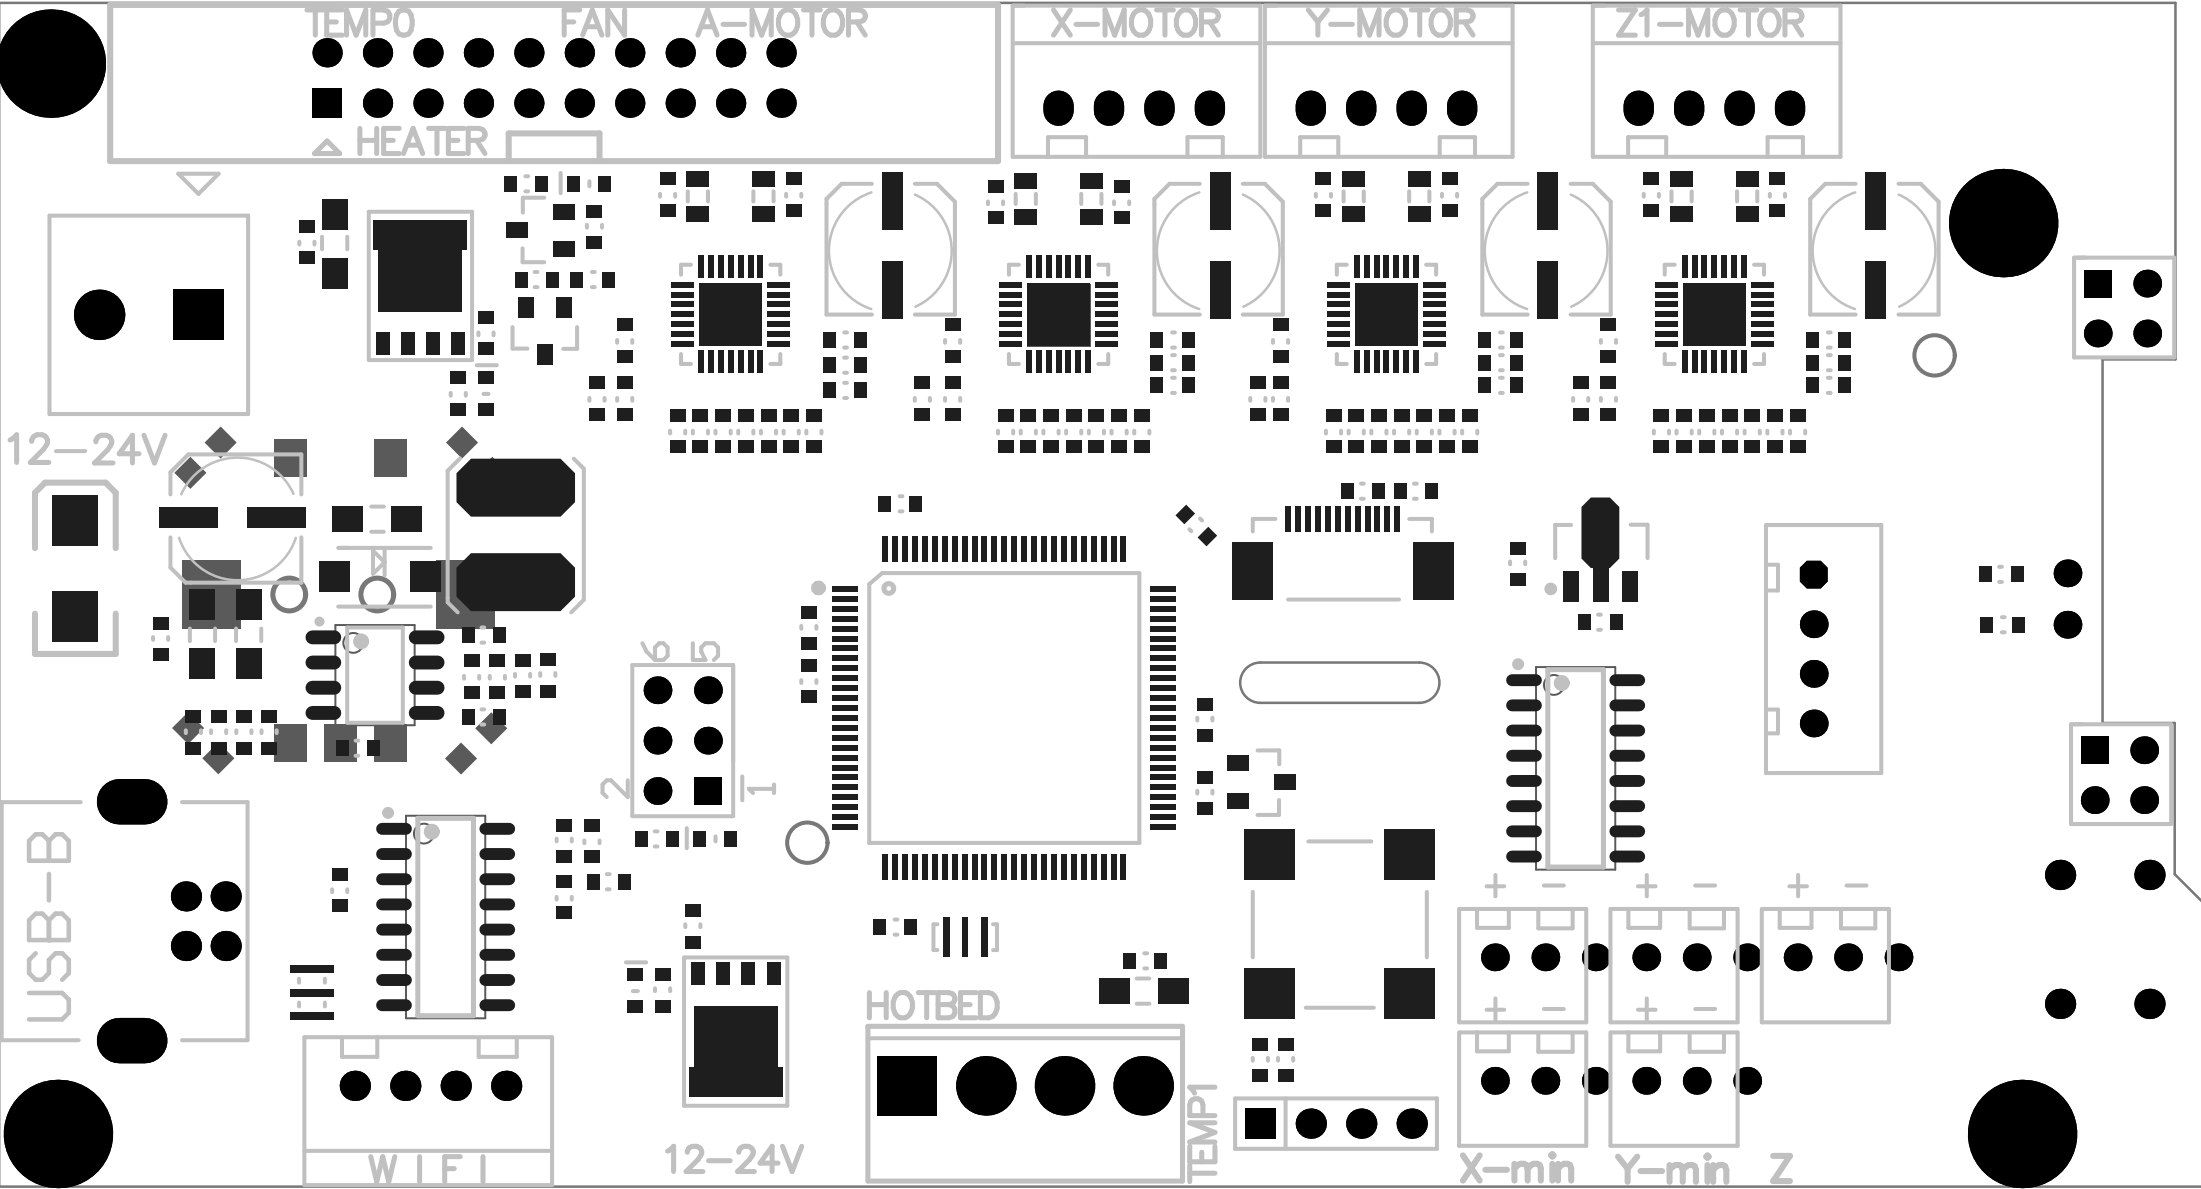 TEMP0 FAN A-MOTOR X-MOTOR Y-MOTOR Z1-MOTOR
HEATER
12-24V
6 5
2 1
USB-B
+ - + - + -
+ - + -
HOTBED
TEMP1
12-24V
WIFI
X-min Y-min Z